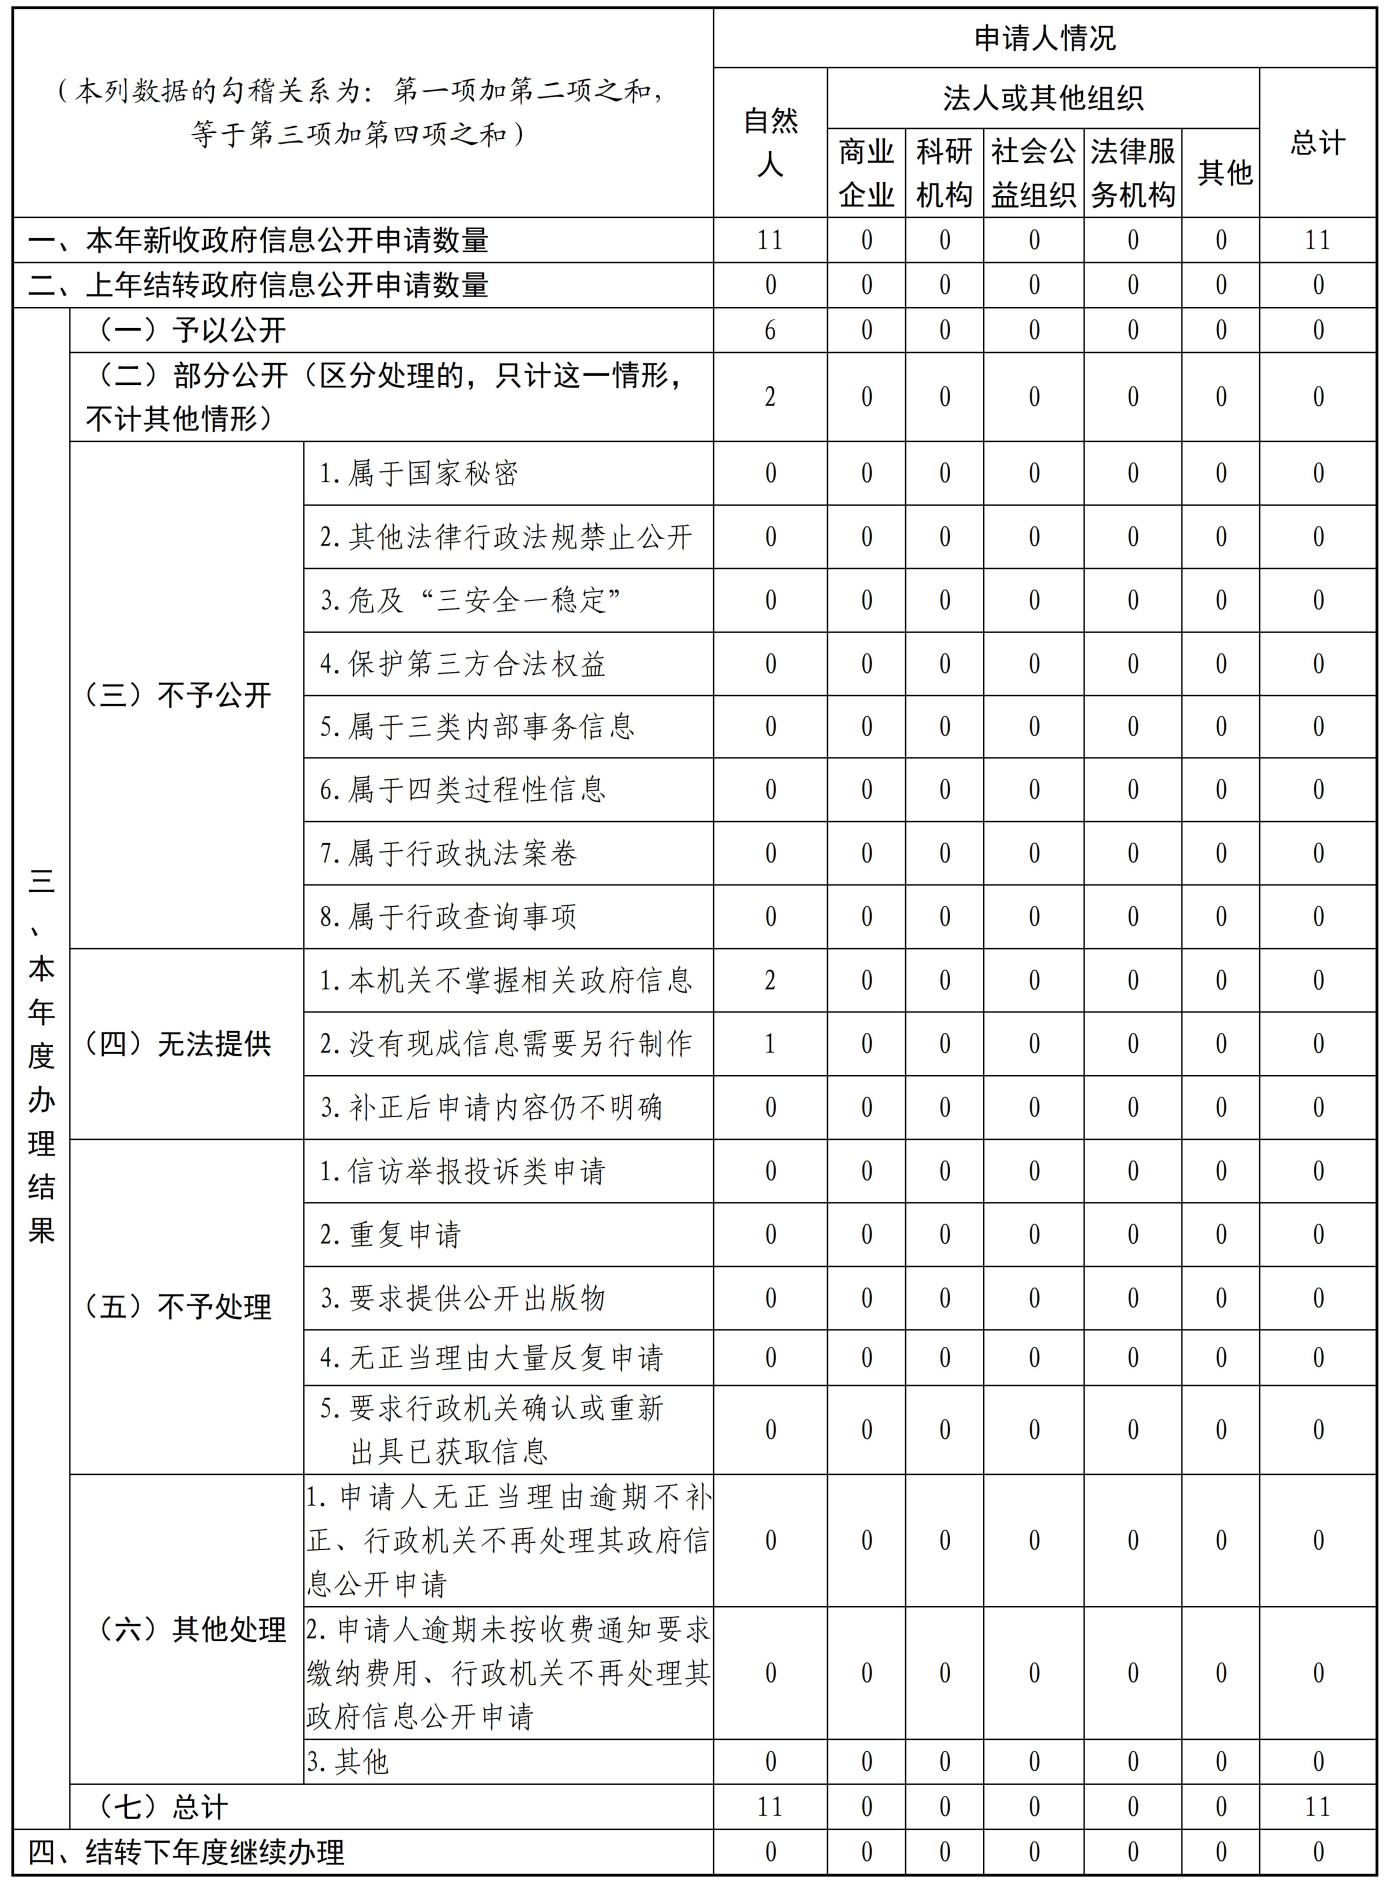 申请人情况
（本列数据的勾稽关系为：第一项加第二项之和，
等于第三项加第四项之和）
自然
人
法人或其他组织
总计
商业
企业
科研
机构
社会公
益组织
法律服
务机构
其他
一、本年新收政府信息公开申请数量 11 0 0 0 0 0 11
二、上年结转政府信息公开申请数量 0 0 0 0 0 0 0
三、本年度办理结果
（一）予以公开 6 0 0 0 0 0 0
（二）部分公开（区分处理的，只计这一情形，
不计其他情形） 2 0 0 0 0 0 0
（三）不予公开
1.属于国家秘密 0 0 0 0 0 0 0
2.其他法律行政法规禁止公开 0 0 0 0 0 0 0
3.危及“三安全一稳定” 0 0 0 0 0 0 0
4.保护第三方合法权益 0 0 0 0 0 0 0
5.属于三类内部事务信息 0 0 0 0 0 0 0
6.属于四类过程性信息 0 0 0 0 0 0 0
7.属于行政执法案卷 0 0 0 0 0 0 0
8.属于行政查询事项 0 0 0 0 0 0 0
（四）无法提供
1.本机关不掌握相关政府信息 2 0 0 0 0 0 0
2.没有现成信息需要另行制作 1 0 0 0 0 0 0
3.补正后申请内容仍不明确 0 0 0 0 0 0 0
（五）不予处理
1.信访举报投诉类申请 0 0 0 0 0 0 0
2.重复申请 0 0 0 0 0 0 0
3.要求提供公开出版物 0 0 0 0 0 0 0
4.无正当理由大量反复申请 0 0 0 0 0 0 0
5.要求行政机关确认或重新
出具已获取信息 0 0 0 0 0 0 0
（六）其他处理
1.申请人无正当理由逾期不补
正、行政机关不再处理其政府信
息公开申请 0 0 0 0 0 0 0
2.申请人逾期未按收费通知要求
缴纳费用、行政机关不再处理其
政府信息公开申请 0 0 0 0 0 0 0
3.其他 0 0 0 0 0 0 0
（七）总计 11 0 0 0 0 0 11
四、结转下年度继续办理 0 0 0 0 0 0 0